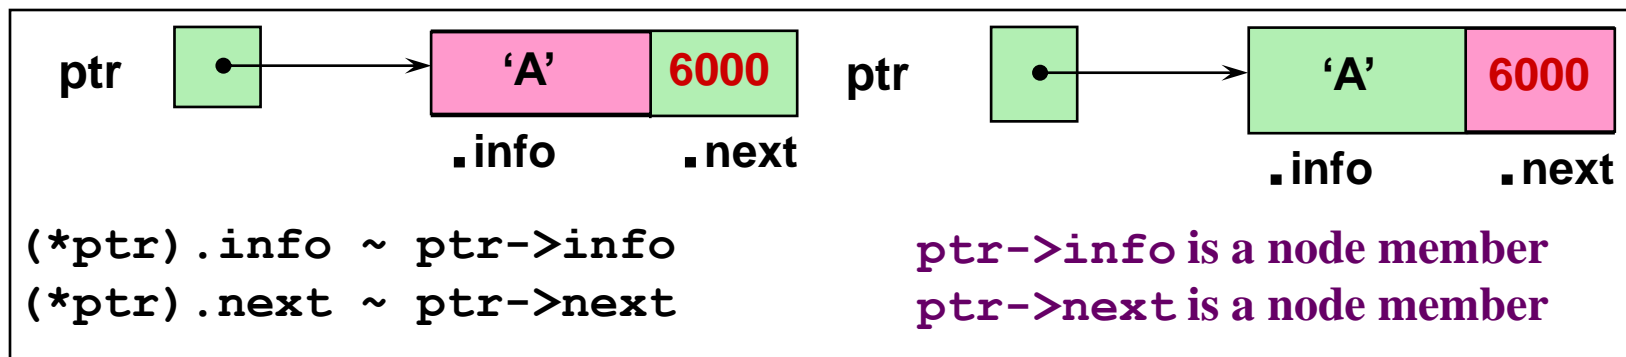 ptr ‘A’ 6000 ptr ‘A’ 6000
.info .next .info .next
(*ptr).info ~ ptr->info
(*ptr).next ~ ptr->next
ptr->info is a node member
ptr->next is a node member